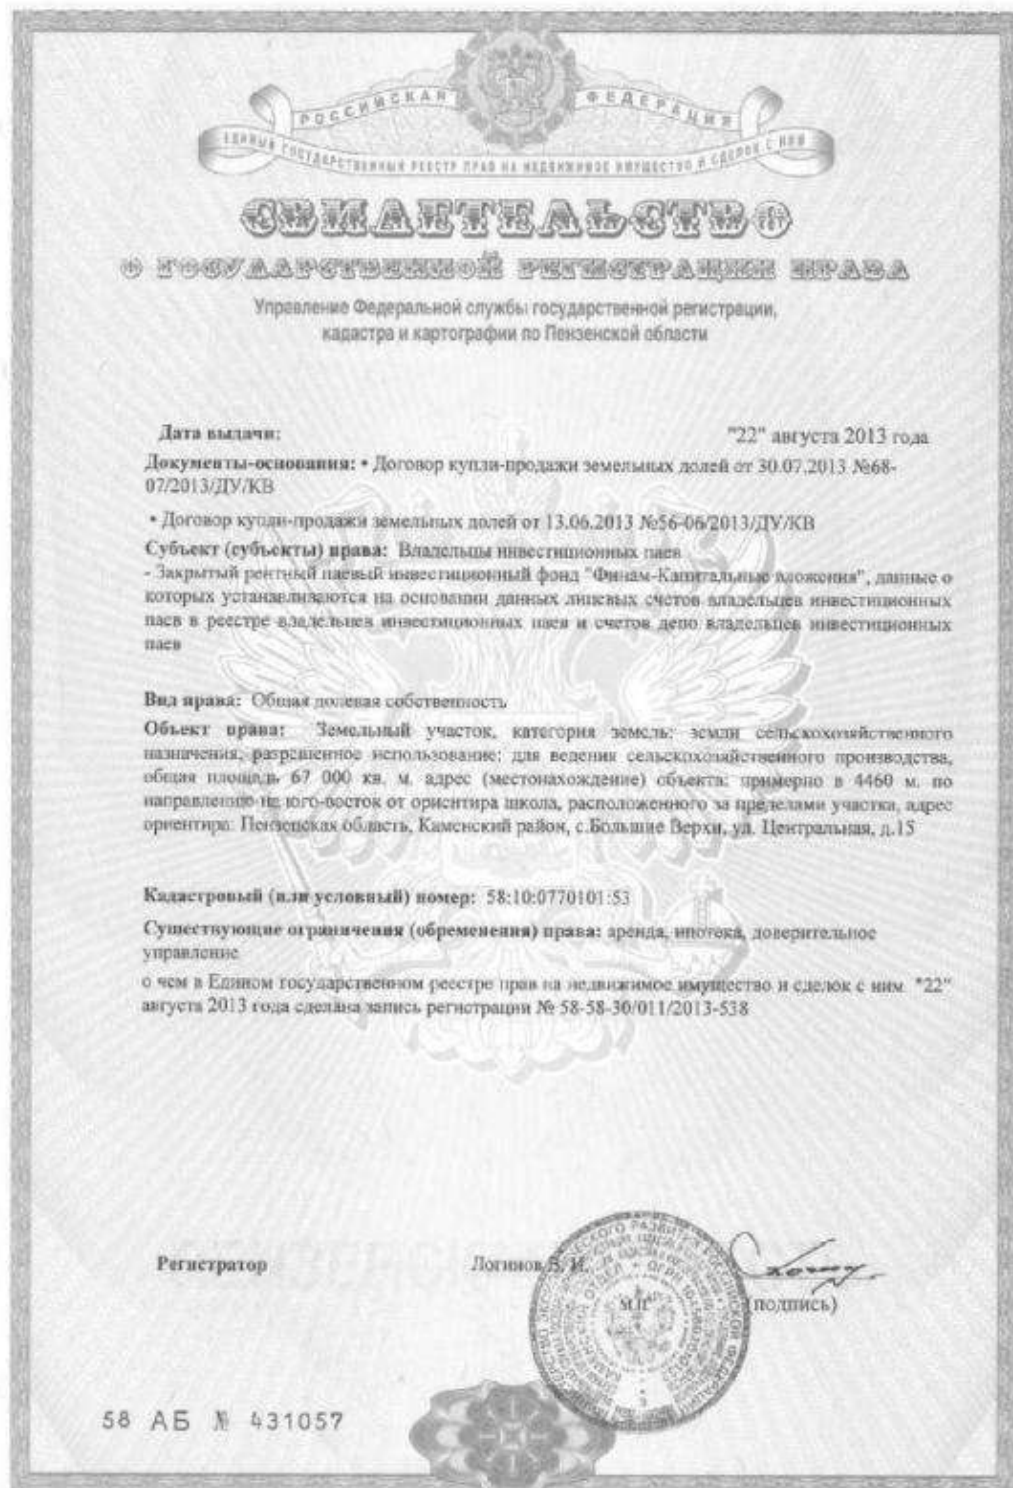 РОССИЙСКАЯ ФЕДЕРАЦИЯ
ЕДИНЫЙ ГОСУДАРСТВЕННЫЙ РЕЕСТР ПРАВ НА НЕДВИЖИМОЕ ИМУЩЕСТВО И СДЕЛОК С НИМ
СВИДЕТЕЛЬСТВО
О ГОСУДАРСТВЕННОЙ РЕГИСТРАЦИИ ПРАВА
Управление Федеральной службы государственной регистрации,
кадастра и картографии по Пензенской области
Дата выдачи: "22" августа 2013 года
Документы-основания: • Договор купли-продажи земельных долей от 30.07.2013 №68-
07/2013/ДУ/КВ
• Договор купли-продажи земельных долей от 13.06.2013 №56-06/2013/ДУ/КВ
Субъект (субъекты) права: Владельцы инвестиционных паев
- Закрытый рентный паевый инвестиционный фонд "Финам-Капитальные вложения", данные о
которых устанавливаются на основании данных лицевых счетов владельцев инвестиционных
паев в реестре владельцев инвестиционных паев и счетов депо владельцев инвестиционных
паев
Вид права: Общая долевая собственность
Объект права: Земельный участок, категория земель: земли сельскохозяйственного
назначения, разрешенное использование: для ведения сельскохозяйственного производства,
общая площадь 67 000 кв. м, адрес (местонахождение) объекта: примерно в 4460 м. по
направлению на юго-восток от ориентира школа, расположенного за пределами участка, адрес
ориентира: Пензенская область, Каменский район, с.Большие Верхи, ул. Центральная, д.15
Кадастровый (или условный) номер: 58:10:0770101:53
Существующие ограничения (обременения) права: аренда, ипотека, доверительное
управление
о чем в Едином государственном реестре прав на недвижимое имущество и сделок с ним "22"
августа 2013 года сделана запись регистрации № 58-58-30/011/2013-538
Регистратор Логинов В. И.
М.П. (подпись)
58 АБ № 431057